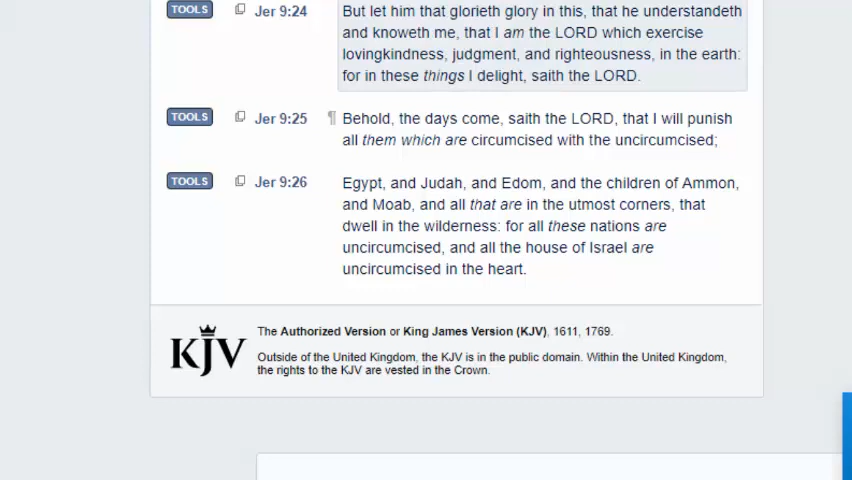 TOOLS Jer 9:24 But let him that glorieth glory in this, that he understandeth
and knoweth me, that I am the LORD which exercise
lovingkindness, judgment, and righteousness, in the earth:
for in these things I delight, saith the LORD.
TOOLS Jer 9:25 ¶ Behold, the days come, saith the LORD, that I will punish
all them which are circumcised with the uncircumcised;
TOOLS Jer 9:26 Egypt, and Judah, and Edom, and the children of Ammon,
and Moab, and all that are in the utmost corners, that
dwell in the wilderness: for all these nations are
uncircumcised, and all the house of Israel are
uncircumcised in the heart.
KJV
The Authorized Version or King James Version (KJV), 1611, 1769.
Outside of the United Kingdom, the KJV is in the public domain. Within the United Kingdom,
the rights to the KJV are vested in the Crown.